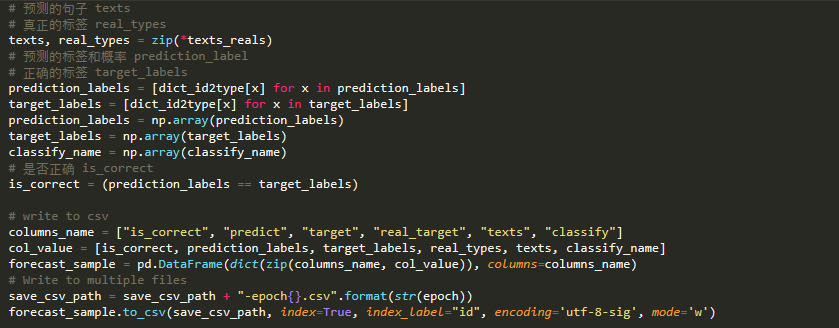 # 预测的句子 texts
# 真正的标签 real_types
texts, real_types = zip(*texts_reals)
# 预测的标签和概率 prediction_label
# 正确的标签 target_labels
prediction_labels = [dict_id2type[x] for x in prediction_labels]
target_labels = [dict_id2type[x] for x in target_labels]
prediction_labels = np.array(prediction_labels)
target_labels = np.array(target_labels)
classify_name = np.array(classify_name)
# 是否正确 is_correct
is_correct = (prediction_labels == target_labels)
# write to csv
columns_name = ["is_correct", "predict", "target", "real_target", "texts", "classify"]
col_value = [is_correct, prediction_labels, target_labels, real_types, texts, classify_name]
forecast_sample = pd.DataFrame(dict(zip(columns_name, col_value)), columns=columns_name)
# Write to multiple files
save_csv_path = save_csv_path + "-epoch{}.csv".format(str(epoch))
forecast_sample.to_csv(save_csv_path, index=True, index_label="id", encoding='utf-8-sig', mode='w')